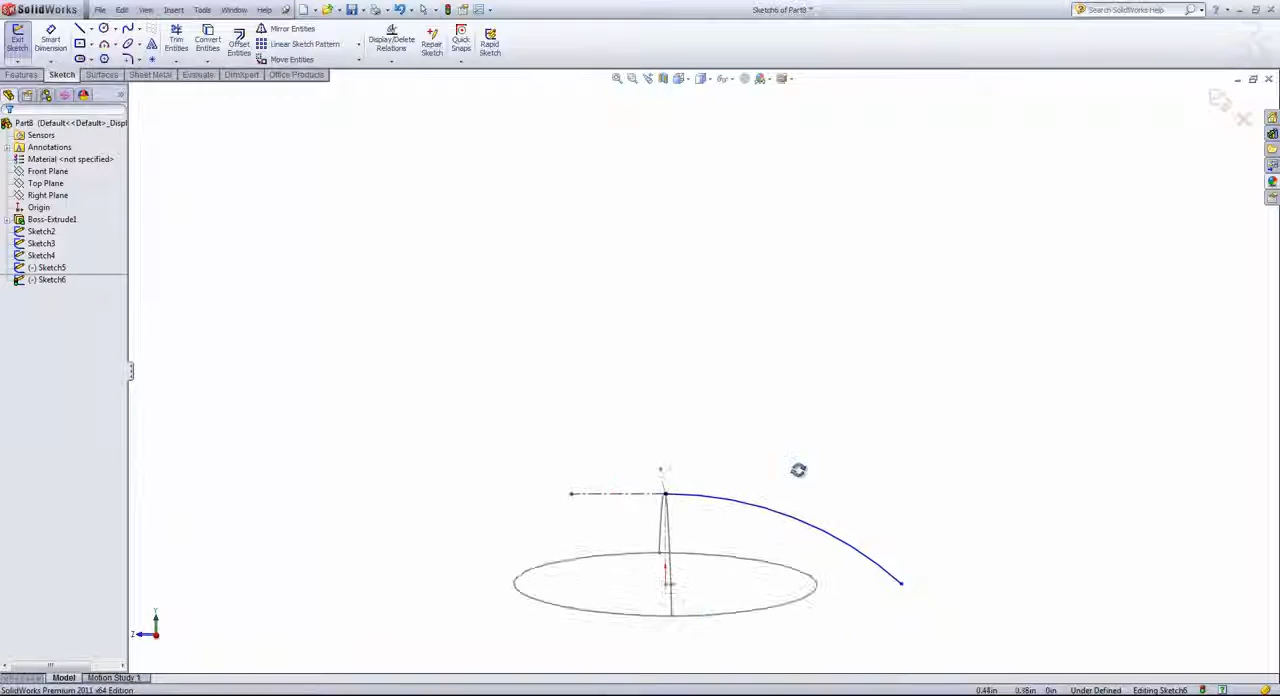 SolidWorks File Edit View Insert Tools Window Help Sketch6 of Part8 * Search SolidWorks Help
Exit Sketch Smart Dimension Trim Entities Convert Entities Offset Entities Mirror Entities Linear Sketch Pattern Move Entities Display/Delete Relations Repair Sketch Quick Snaps Rapid Sketch
Features Sketch Surfaces Sheet Metal Evaluate DimXpert Office Products
Part8 (Default<<Default>_Displ
Sensors
Annotations
Material <not specified>
Front Plane
Top Plane
Right Plane
Origin
Boss-Extrude1
Sketch2
Sketch3
Sketch4
(-) Sketch5
(-) Sketch6
Y
Z
Model Motion Study 1
SolidWorks Premium 2011 x64 Edition 0.44in 0.38in 0in Under Defined Editing Sketch6